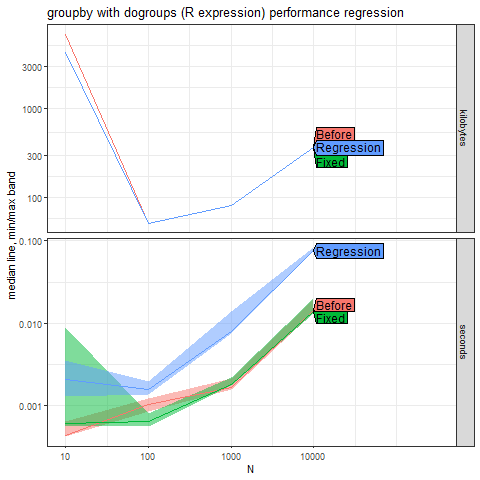 groupby with dogroups (R expression) performance regression
median line, min/max band
3000
1000
300
100
Before
Regression
Fixed
kilobytes
0.100
0.010
0.001
Regression
Before
Fixed
seconds
10
100
1000
10000
N